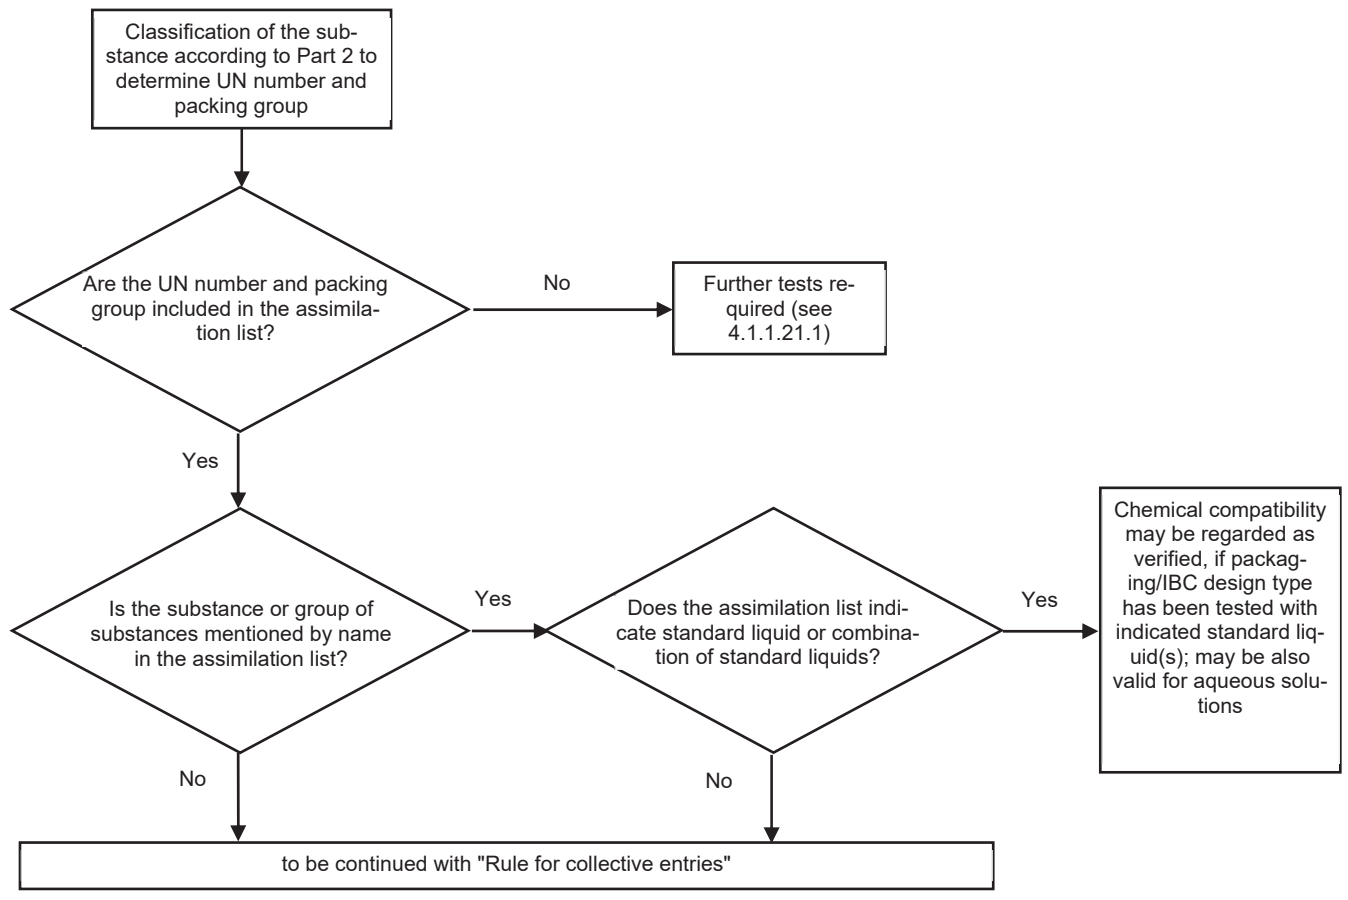 Classification of the sub-
stance according to Part 2 to
determine UN number and
packing group
Are the UN number and packing
group included in the assimila-
tion list?
No
Further tests re-
quired (see
4.1.1.21.1)
Yes
Is the substance or group of
substances mentioned by name
in the assimilation list?
Yes
Does the assimilation list indi-
cate standard liquid or combina-
tion of standard liquids?
Yes
Chemical compatibility
may be regarded as
verified, if packag-
ing/IBC design type
has been tested with
indicated standard liq-
uid(s); may be also
valid for aqueous solu-
tions
No
No
to be continued with "Rule for collective entries"